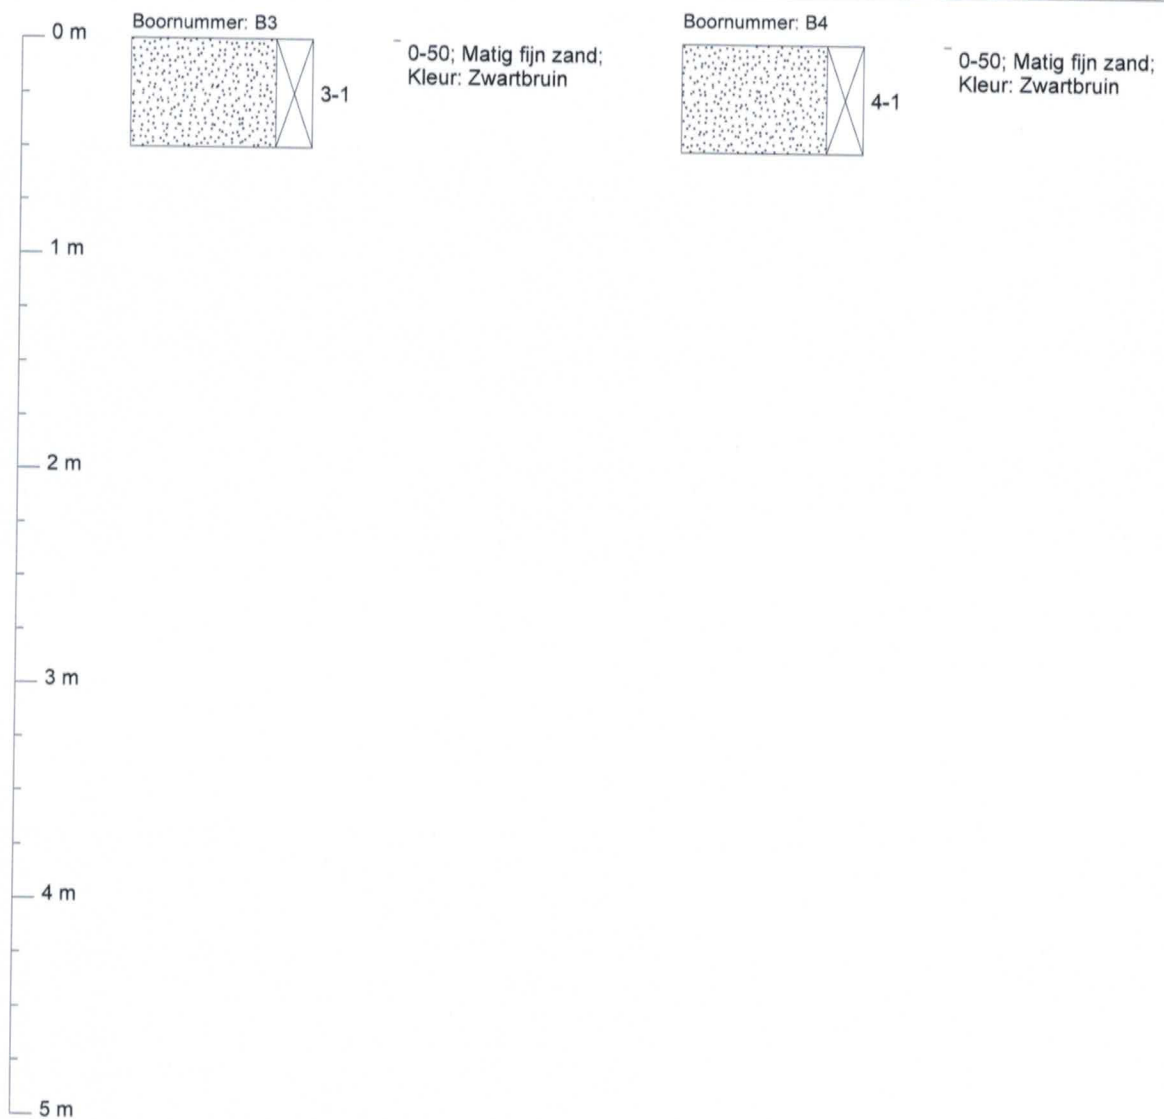 0 m
Boornummer: B3
3-1
0-50; Matig fijn zand;
Kleur: Zwartbruin
Boornummer: B4
4-1
0-50; Matig fijn zand;
Kleur: Zwartbruin
1 m
2 m
3 m
4 m
5 m